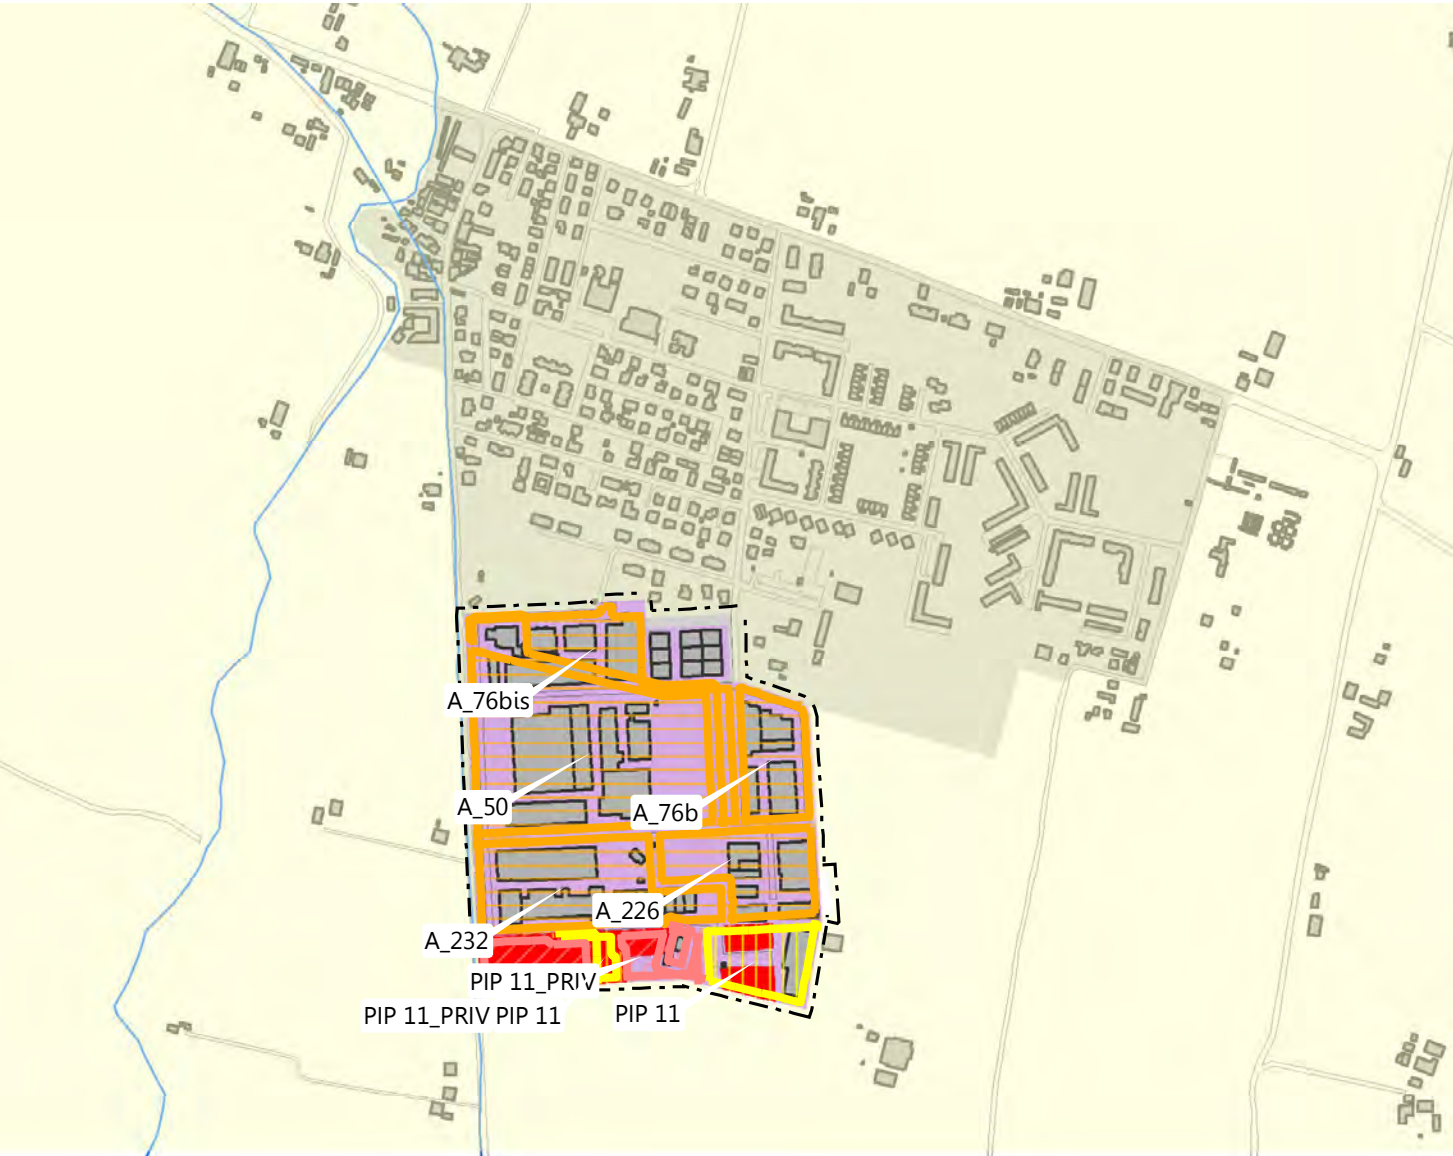 A_76bis
A_50
A_76b
A_226
A_232
PIP 11_PRIV
PIP 11_PRIV PIP 11
PIP 11